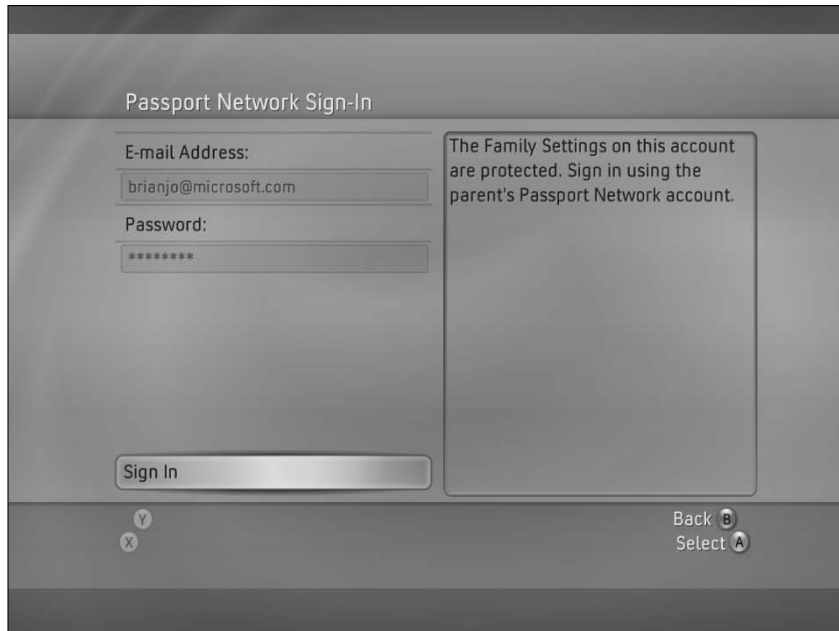 Passport Network Sign-In
E-mail Address:
brianjo@microsoft.com
Password:
********
Sign In
The Family Settings on this account
are protected. Sign in using the
parent's Passport Network account.
Y
X
Back B
Select A